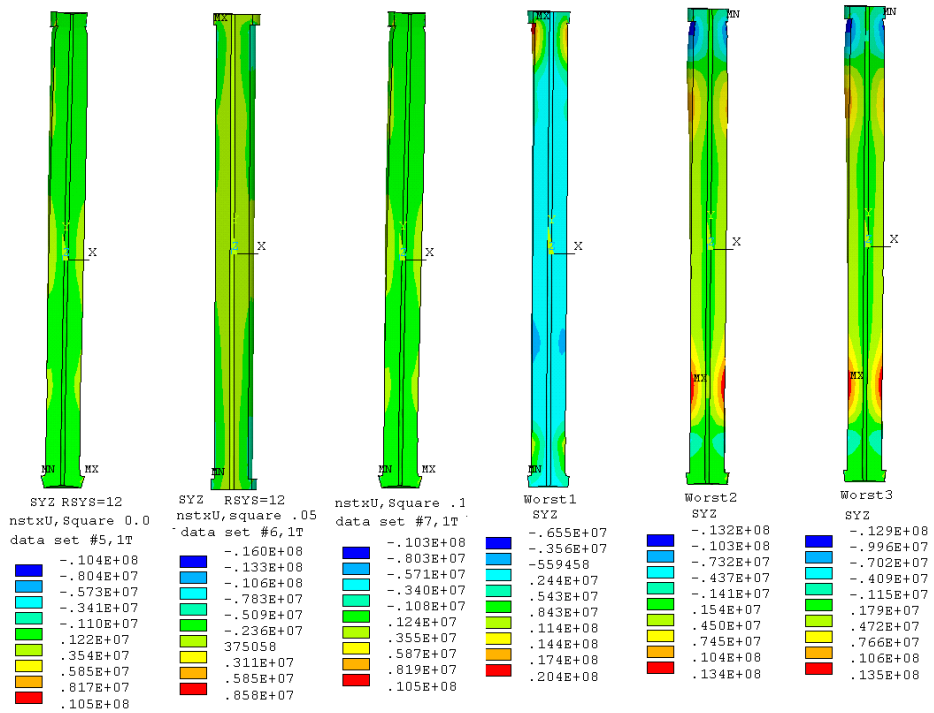 MX
MX
MX
MN
Y
X
Y
X
Y
X
Y
X
X
X
MX
MX
MN
MX
MN
MN
MX
SYZ RSYS=12
nstxU,Square 0.0
data set #5,1T
-.104E+08
-.804E+07
-.573E+07
-.341E+07
-.110E+07
.122E+07
.354E+07
.585E+07
.817E+07
.105E+08
SYZ RSYS=12
nstxU,square .05
data set #6,1T
-.160E+08
-.133E+08
-.106E+08
-.783E+07
-.509E+07
-.236E+07
375058
.311E+07
.585E+07
.858E+07
nstxU,Square .1
data set #7,1T
-.103E+08
-.803E+07
-.571E+07
-.340E+07
-.108E+07
.124E+07
.355E+07
.587E+07
.819E+07
.105E+08
Worst1
SYZ
-.655E+07
-.356E+07
-559458
.244E+07
.543E+07
.843E+07
.114E+08
.144E+08
.174E+08
.204E+08
Worst2
SYZ
-.132E+08
-.103E+08
-.732E+07
-.437E+07
-.141E+07
.154E+07
.450E+07
.745E+07
.104E+08
.134E+08
Worst3
SYZ
-.129E+08
-.996E+07
-.702E+07
-.409E+07
-.115E+07
.179E+07
.472E+07
.766E+07
.106E+08
.135E+08